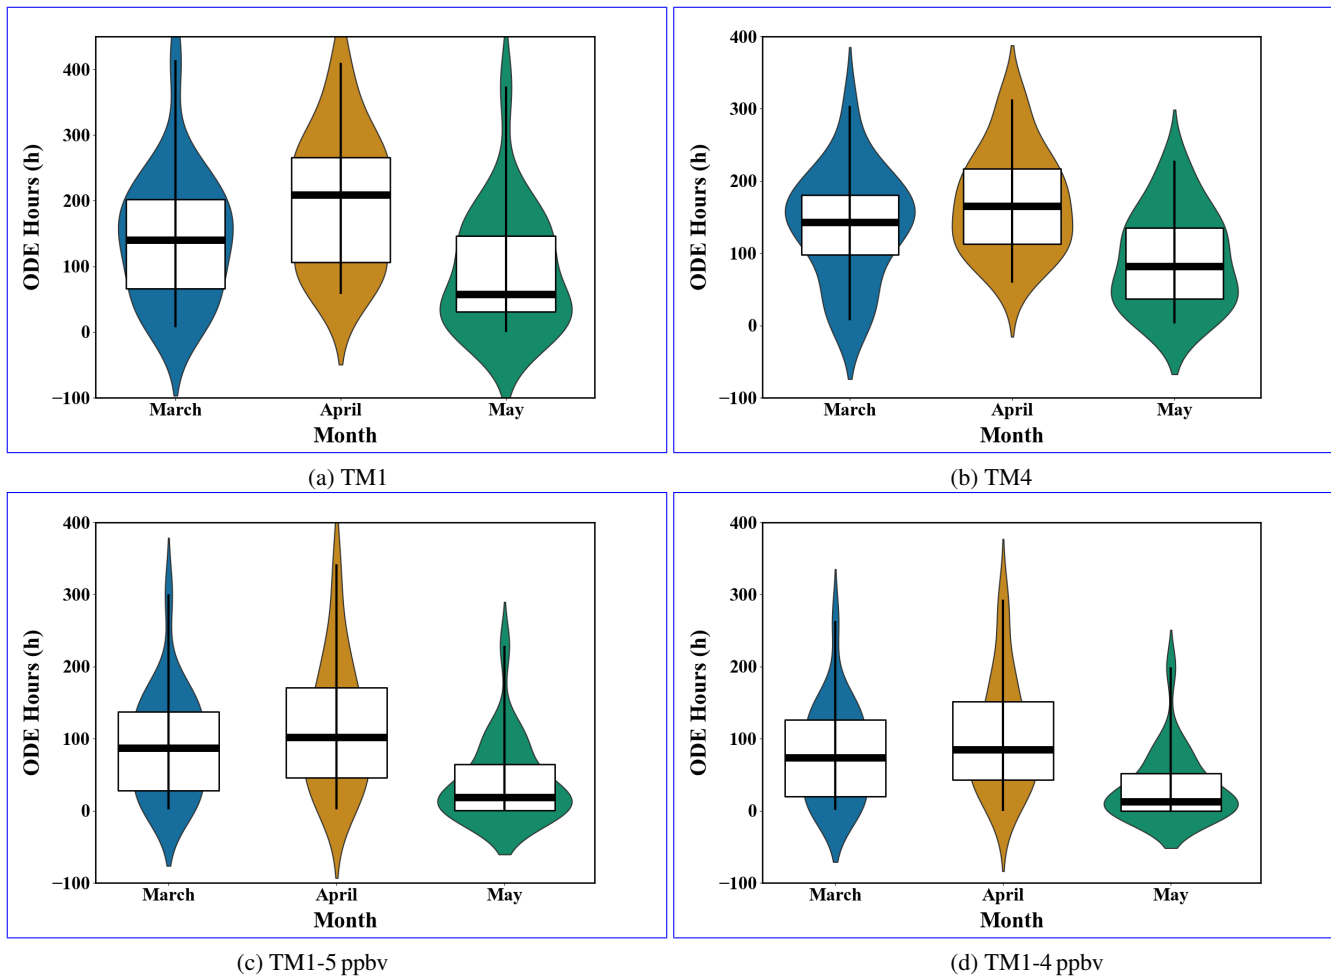 400
300
200
100
0
−100
ODE Hours (h)
March April May
Month
(a) TM1
400
300
200
100
0
−100
ODE Hours (h)
March April May
Month
(b) TM4
400
300
200
100
0
−100
ODE Hours (h)
March April May
Month
(c) TM1-5 ppbv
400
300
200
100
0
−100
ODE Hours (h)
March April May
Month
(d) TM1-4 ppbv